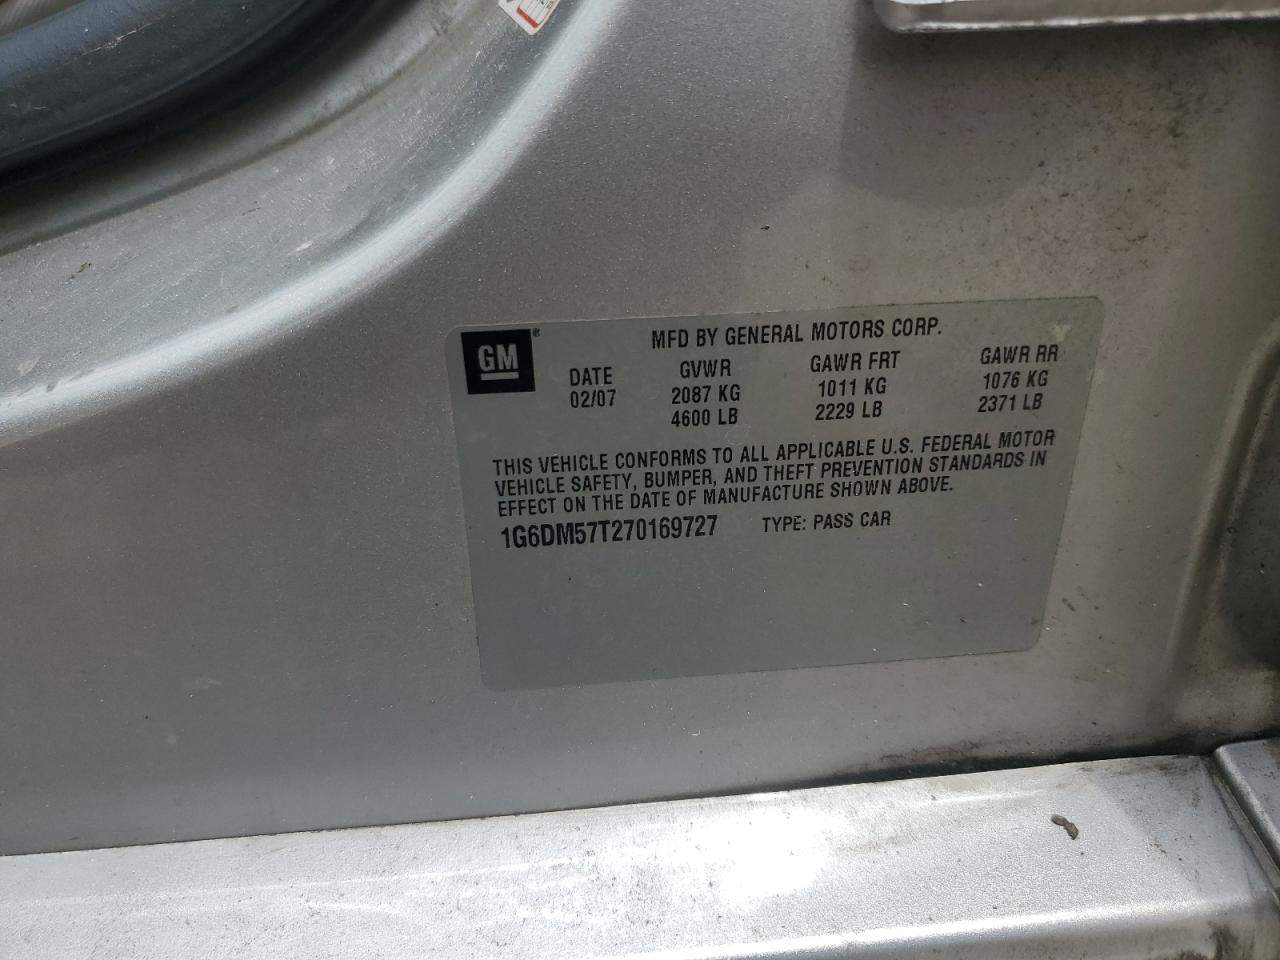 GM®
MFD BY GENERAL MOTORS CORP.
DATE GVWR GAWR FRT GAWR RR
02/07 2087 KG 1011 KG 1076 KG
4600 LB 2229 LB 2371 LB
THIS VEHICLE CONFORMS TO ALL APPLICABLE U.S. FEDERAL MOTOR
VEHICLE SAFETY, BUMPER, AND THEFT PREVENTION STANDARDS IN
EFFECT ON THE DATE OF MANUFACTURE SHOWN ABOVE.
1G6DM57T270169727 TYPE: PASS CAR